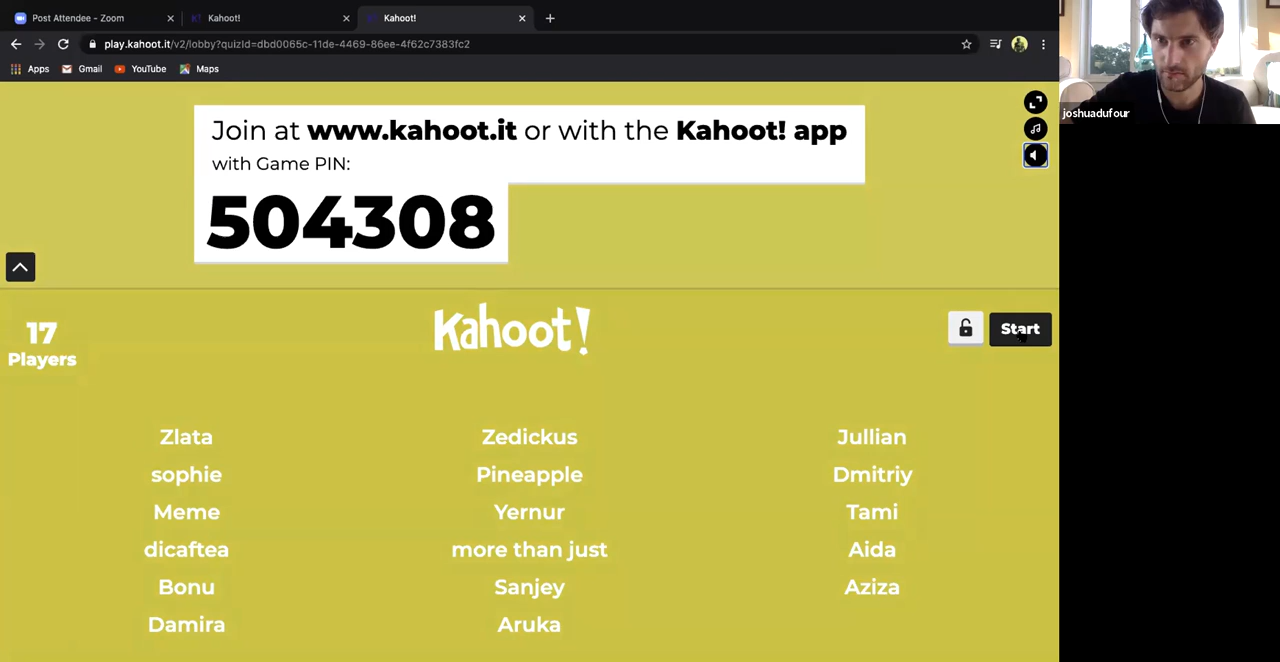 Post Attendee - Zoom
Kahoot!
Kahoot!
play.kahoot.it/v2/lobby?quizId=dbd0065c-11de-4469-86ee-4f62c7383fc2
Apps Gmail YouTube Maps
joshuadufour
Join at www.kahoot.it or with the Kahoot! app
with Game PIN:
504308
17
Players
Kahoot!
Start
Zlata Zedickus Jullian
sophie Pineapple Dmitriy
Meme Yernur Tami
dicaftea more than just Aida
Bonu Sanjey Aziza
Damira Aruka